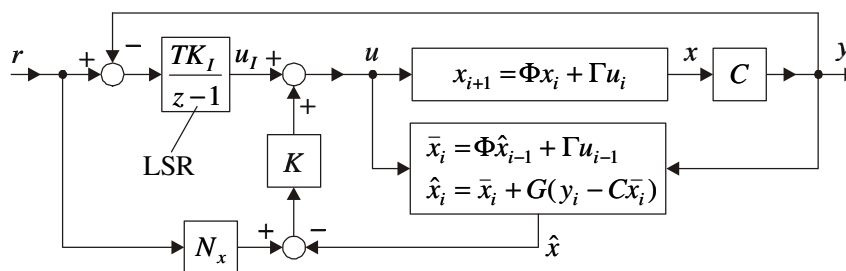 r
+
−
TK_I
z−1
u_I
+
+
u
x_{i+1} = Φx_i + Γu_i
x
C
y
LSR
K
x̄_i = Φx̂_{i−1} + Γu_{i−1}
x̂_i = x̄_i + G(y_i − Cx̄_i)
N_x
+
−
x̂